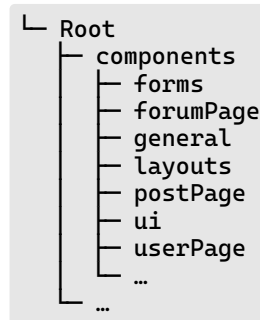 └─ Root
   ├─ components
   │  ├─ forms
   │  ├─ forumPage
   │  ├─ general
   │  ├─ layouts
   │  ├─ postPage
   │  ├─ ui
   │  ├─ userPage
   │  └─ …
   └─ …